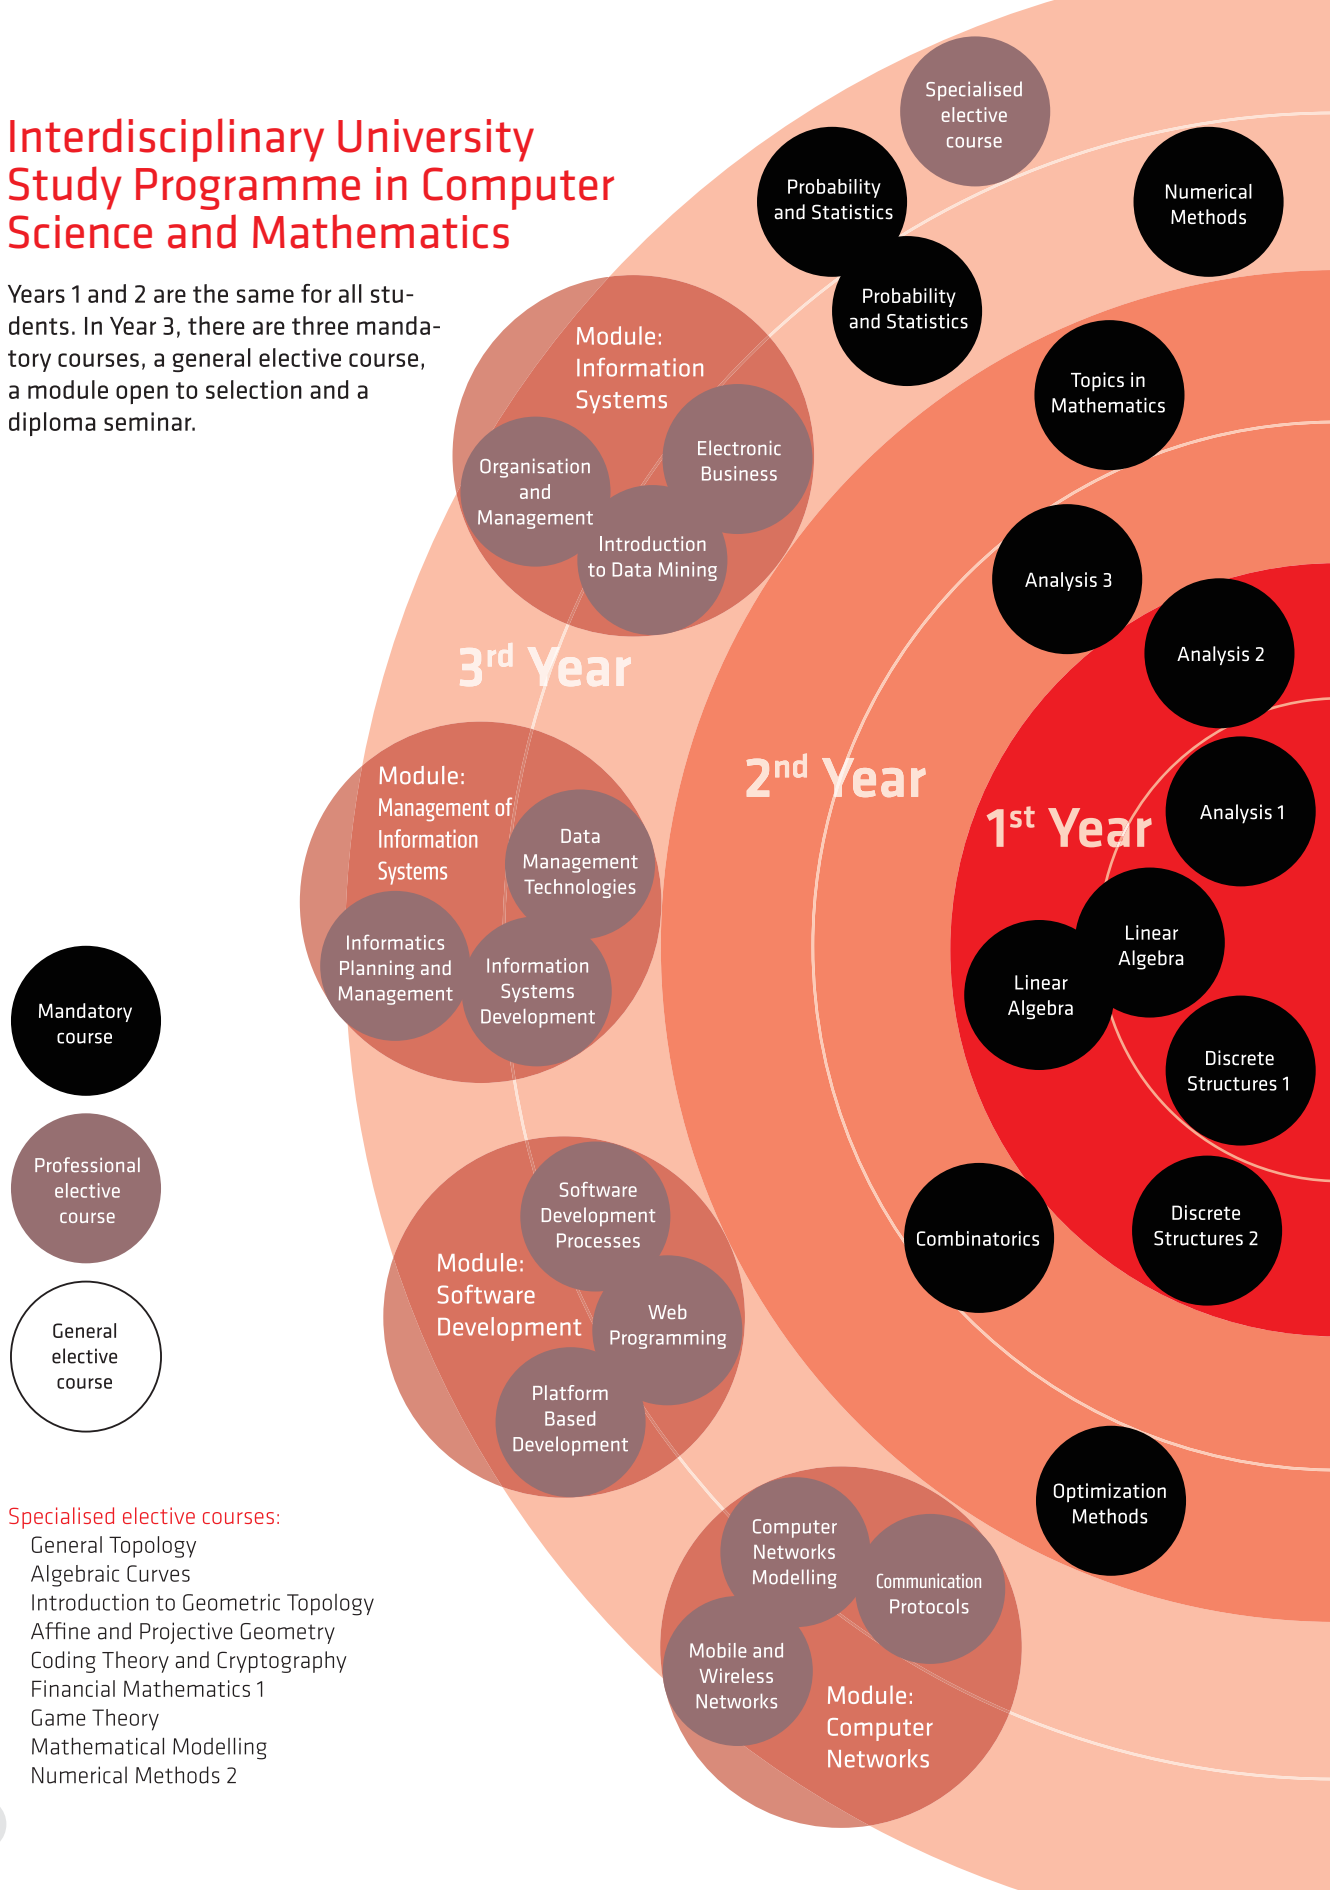 Interdisciplinary University
Study Programme in Computer
Science and Mathematics
Years 1 and 2 are the same for all stu-
dents. In Year 3, there are three manda-
tory courses, a general elective course,
a module open to selection and a
diploma seminar.
Specialised
elective
course
Probability
and Statistics
Probability
and Statistics
Numerical
Methods
Topics in
Mathematics
Analysis 3
Analysis 2
Analysis 1
Module:
Information
Systems
Electronic
Business
Organisation
and
Management
Introduction
to Data Mining
3rd Year
2nd Year
1st Year
Module:
Management of
Information
Systems
Data
Management
Technologies
Informatics
Planning and
Management
Information
Systems
Development
Linear
Algebra
Linear
Algebra
Discrete
Structures 1
Discrete
Structures 2
Combinatorics
Optimization
Methods
Mandatory
course
Professional
elective
course
General
elective
course
Software
Development
Processes
Module:
Software
Development
Web
Programming
Platform
Based
Development
Computer
Networks
Modelling
Communication
Protocols
Mobile and
Wireless
Networks
Module:
Computer
Networks
Specialised elective courses:
General Topology
Algebraic Curves
Introduction to Geometric Topology
Affine and Projective Geometry
Coding Theory and Cryptography
Financial Mathematics 1
Game Theory
Mathematical Modelling
Numerical Methods 2